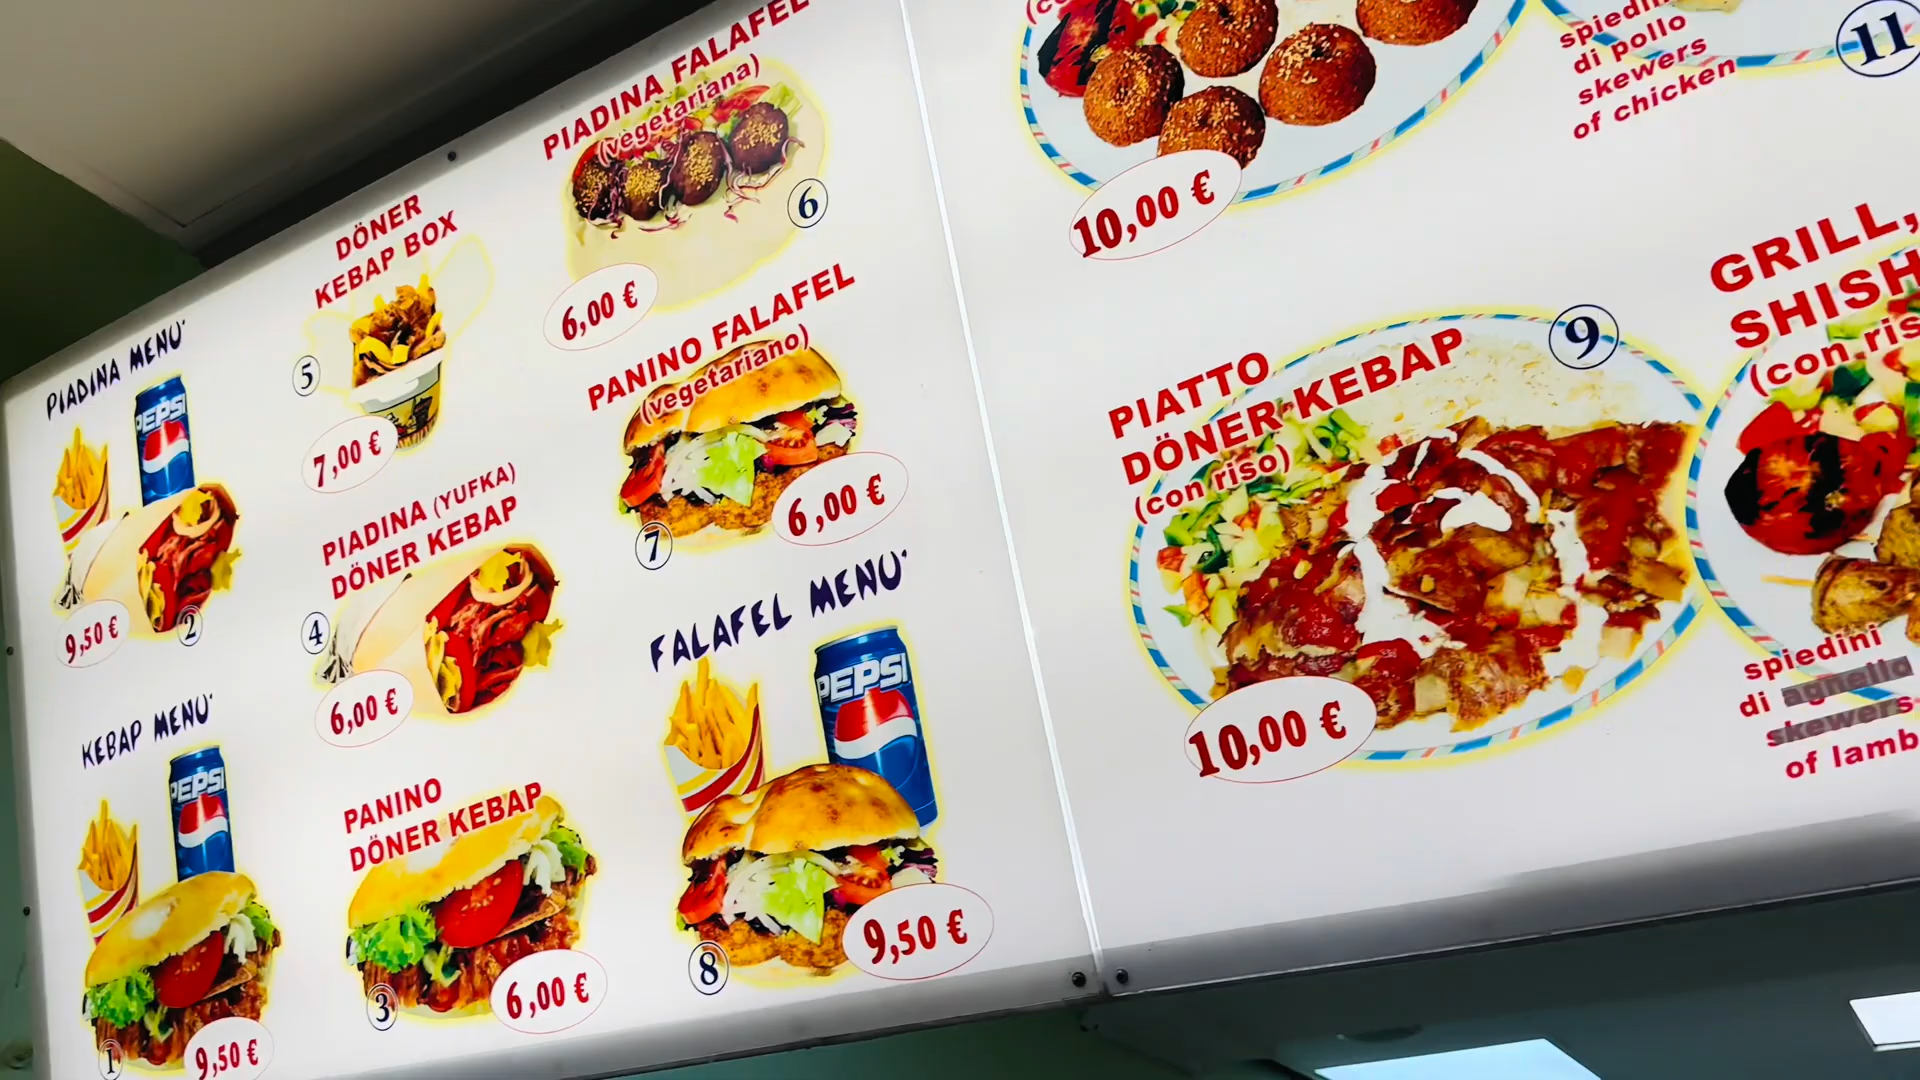 PIADINA MENU'
PEPSI
9,50 €
2
KEBAP MENU'
PEPSI
1
9,50 €
DÖNER
KEBAP BOX
5
7,00 €
PIADINA (YUFKA)
DÖNER KEBAP
4
6,00 €
PANINO
DÖNER KEBAP
3
6,00 €
PIADINA FALAFEL
(vegetariana)
6
6,00 €
PANINO FALAFEL
(vegetariano)
7
6,00 €
FALAFEL MENU'
PEPSI
8
9,50 €
10,00 €
PIATTO
DÖNER KEBAP
(con riso)
9
10,00 €
di pollo
skewers
of chicken
11
GRILL,
SHISH
spiedini
di agnello
skewers
of lamb